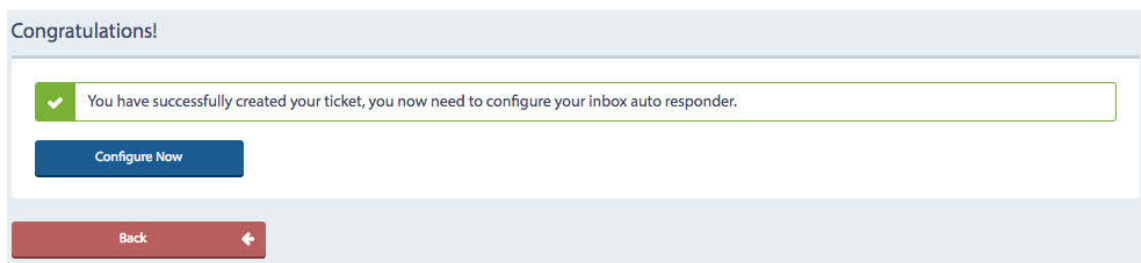 Congratulations!
You have successfully created your ticket, you now need to configure your inbox auto responder.
Configure Now
Back